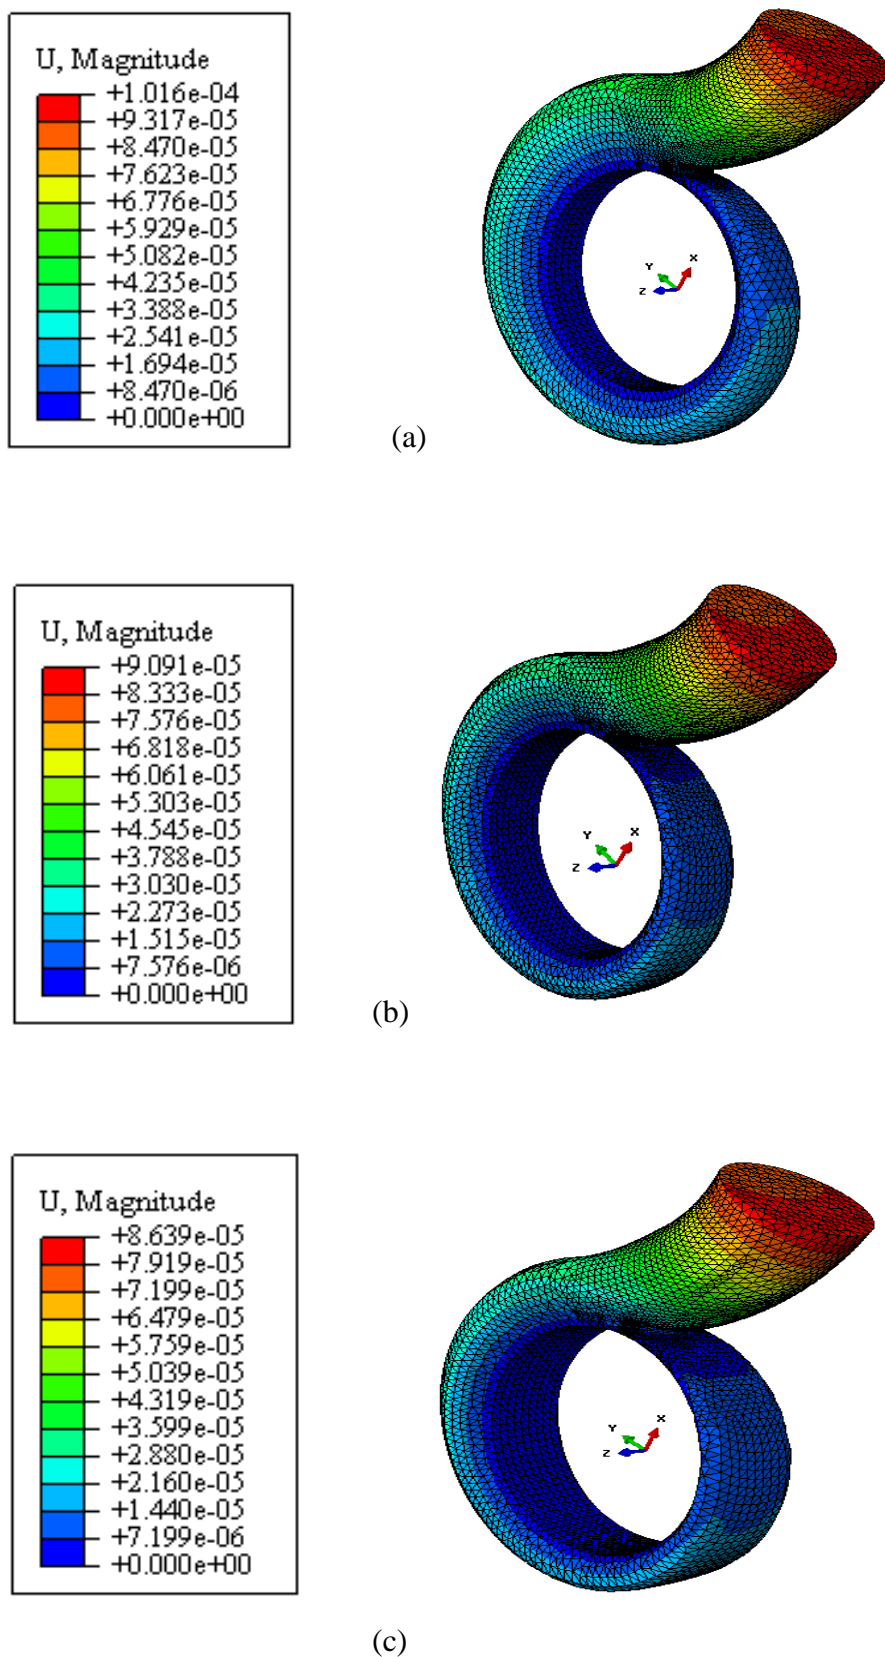 U, Magnitude
+1.016e-04
+9.317e-05
+8.470e-05
+7.623e-05
+6.776e-05
+5.929e-05
+5.082e-05
+4.235e-05
+3.388e-05
+2.541e-05
+1.694e-05
+8.470e-06
+0.000e+00
Y
X
Z
(a)
U, Magnitude
+9.091e-05
+8.333e-05
+7.576e-05
+6.818e-05
+6.061e-05
+5.303e-05
+4.545e-05
+3.788e-05
+3.030e-05
+2.273e-05
+1.515e-05
+7.576e-06
+0.000e+00
Y
X
Z
(b)
U, Magnitude
+8.639e-05
+7.919e-05
+7.199e-05
+6.479e-05
+5.759e-05
+5.039e-05
+4.319e-05
+3.599e-05
+2.880e-05
+2.160e-05
+1.440e-05
+7.199e-06
+0.000e+00
Y
X
Z
(c)